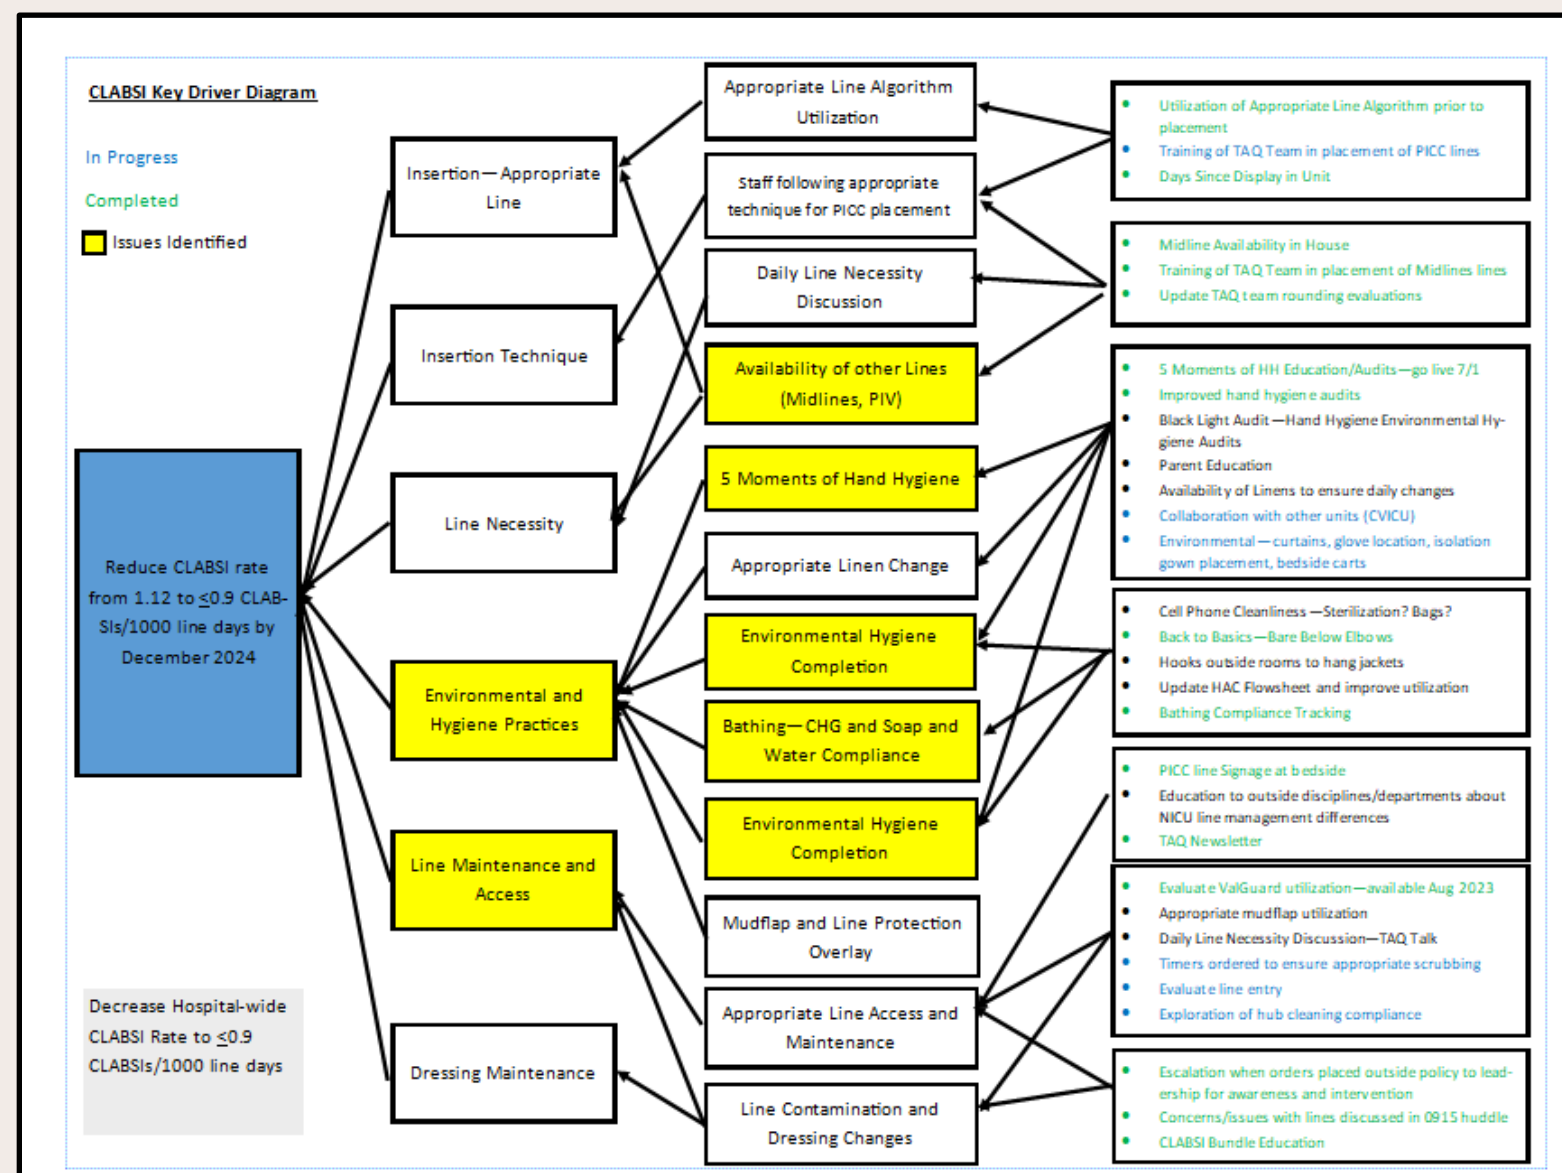 CLABSI Key Driver Diagram
In Progress
Completed
Issues Identified
Reduce CLABSI rate
from 1.12 to ≤0.9 CLAB-
SIs/1000 line days by
December 2024
Decrease Hospital-wide
CLABSI Rate to ≤0.9
CLABSIs/1000 line days
Insertion—Appropriate
Line
Insertion Technique
Line Necessity
Environmental and
Hygiene Practices
Line Maintenance and
Access
Dressing Maintenance
Appropriate Line Algorithm
Utilization
Staff following appropriate
technique for PICC placement
Daily Line Necessity
Discussion
Availability of other Lines
(Midlines, PIV)
5 Moments of Hand Hygiene
Appropriate Linen Change
Environmental Hygiene
Completion
Bathing—CHG and Soap and
Water Compliance
Environmental Hygiene
Completion
Mudflap and Line Protection
Overlay
Appropriate Line Access and
Maintenance
Line Contamination and
Dressing Changes
• Utilization of Appropriate Line Algorithm prior to
placement
• Training of TAQ Team in placement of PICC lines
• Days Since Display in Unit
• Midline Availability in House
• Training of TAQ Team in placement of Midlines lines
• Update TAQ team rounding evaluations
• 5 Moments of HH Education/Audits—go live 7/1
• Improved hand hygiene audits
• Black Light Audit—Hand Hygiene Environmental Hy-
giene Audits
• Parent Education
• Availability of Linens to ensure daily changes
• Collaboration with other units (CVICU)
• Environmental—curtains, glove location, isolation
gown placement, bedside carts
• Cell Phone Cleanliness—Sterilization? Bags?
• Back to Basics—Bare Below Elbows
• Hooks outside rooms to hang jackets
• Update HAC Flowsheet and improve utilization
• Bathing Compliance Tracking
• PICC line Signage at bedside
• Education to outside disciplines/departments about
NICU line management differences
• TAQ Newsletter
• Evaluate ValGuard utilization—available Aug 2023
• Appropriate mudflap utilization
• Daily Line Necessity Discussion—TAQ Talk
• Timers ordered to ensure appropriate scrubbing
• Evaluate line entry
• Exploration of hub cleaning compliance
• Escalation when orders placed outside policy to lead-
ership for awareness and intervention
• Concerns/issues with lines discussed in 0915 huddle
• CLABSI Bundle Education